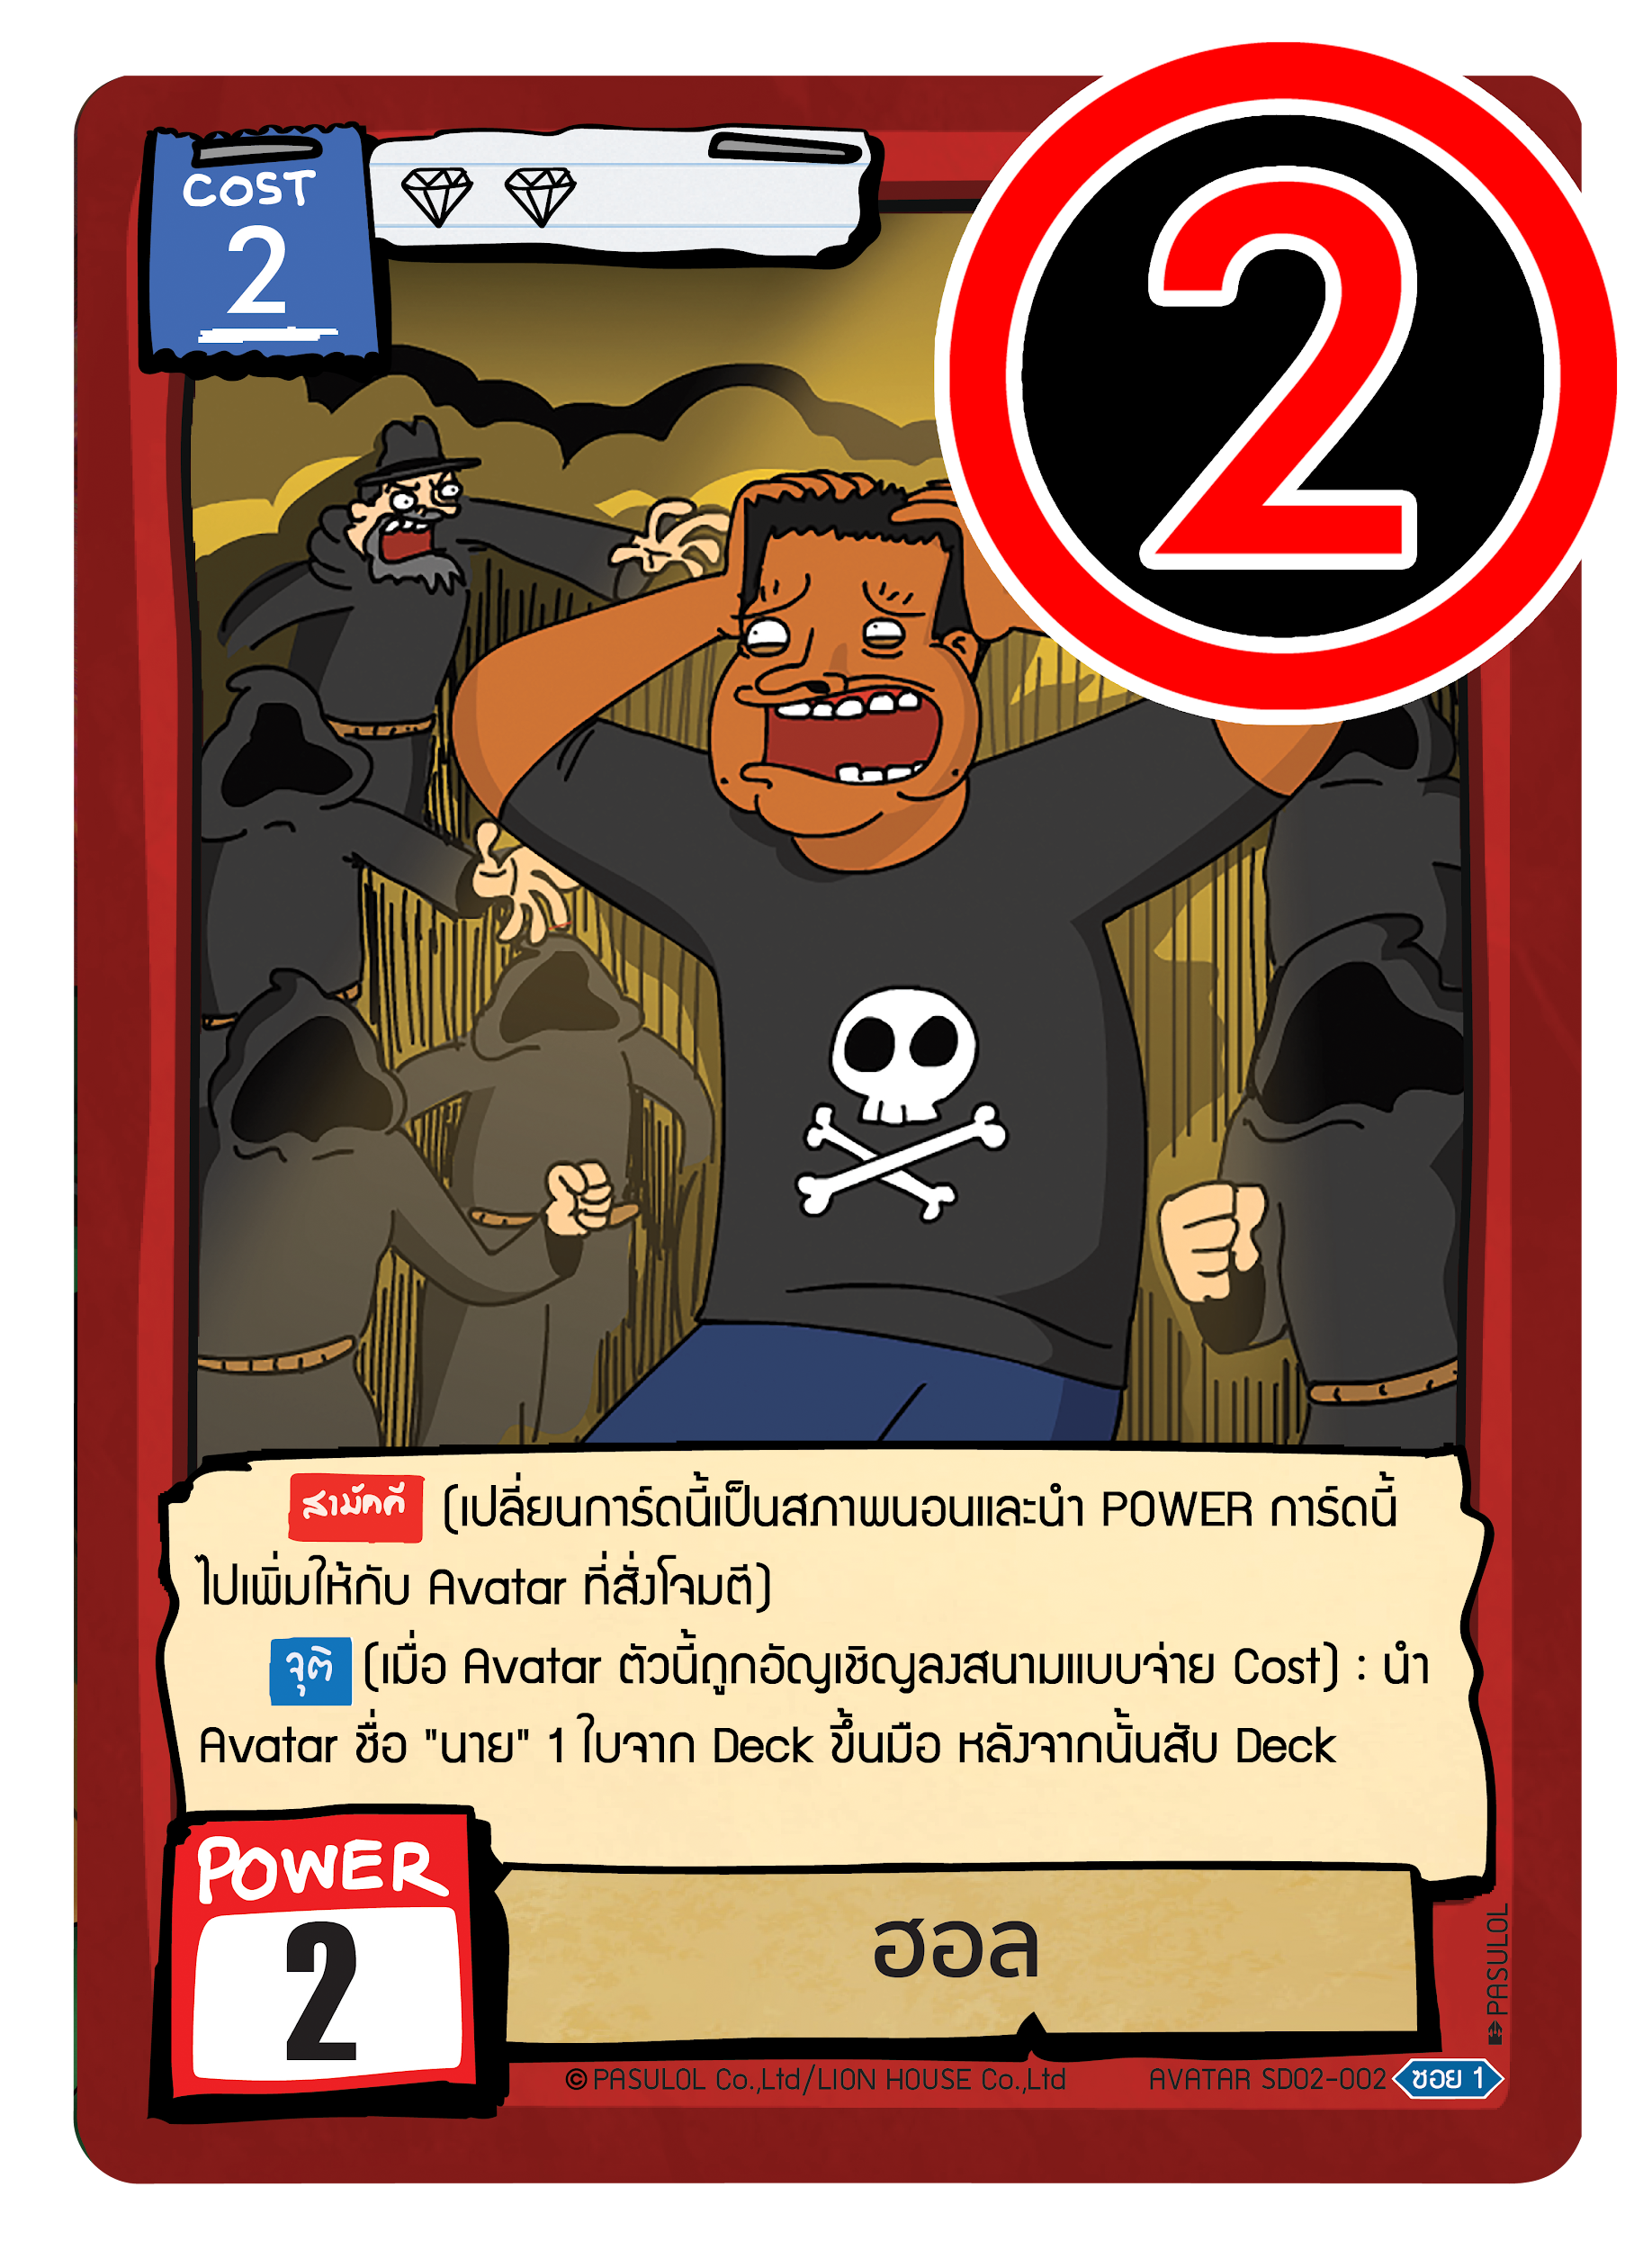 COST
2
2
สามัคคี (เปลี่ยนการ์ดนี้เป็นสภาพนอนและนำ POWER การ์ดนี้
ไปเพิ่มให้กับ Avatar ที่สั่งโจมตี)
จุติ (เมื่อ Avatar ตัวนี้ถูกอัญเชิญลงสนามแบบจ่าย Cost) : นำ
Avatar ชื่อ "นาย" 1 ใบจาก Deck ขึ้นมือ หลังจากนั้นสับ Deck
POWER
2
ฮอล
PASULOL
© PASULOL Co.,Ltd/LION HOUSE Co.,Ltd
AVATAR SD02-002 ซอย 1